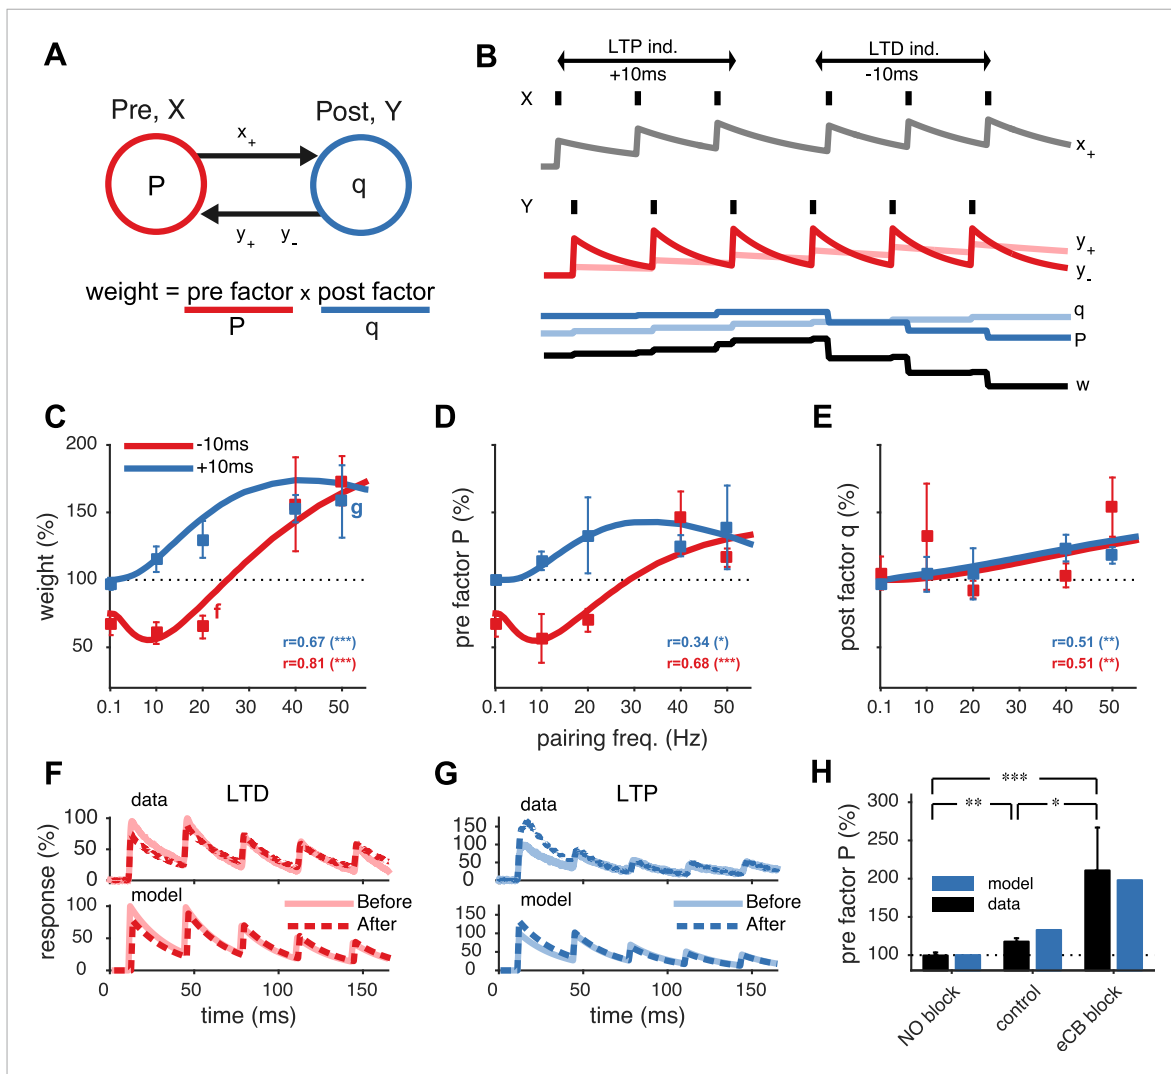 A
Pre, X
Post, Y
x+
P
q
y+ y-
weight = pre factor x post factor
P q
B
LTP ind.
+10ms
LTD ind.
-10ms
X
x+
Y
y+
y-
q
P
w
C
weight (%)
200
150
100
50
-10ms
+10ms
g
f
r=0.67 (***)
r=0.81 (***)
0.1 10 20 30 40 50
D
pre factor P (%)
r=0.34 (*)
r=0.68 (***)
0.1 10 20 30 40 50
pairing freq. (Hz)
E
post factor q (%)
r=0.51 (**)
r=0.51 (**)
0.1 10 20 30 40 50
F
LTD
data
100
50
0
model
100
50
0
Before
After
response (%)
0 50 100 150
time (ms)
G
LTP
data
150
100
50
0
model
150
100
50
0
Before
After
0 50 100 150
time (ms)
H
pre factor P (%)
300
250
200
150
100
***
** *
model
data
NO block
control
eCB block